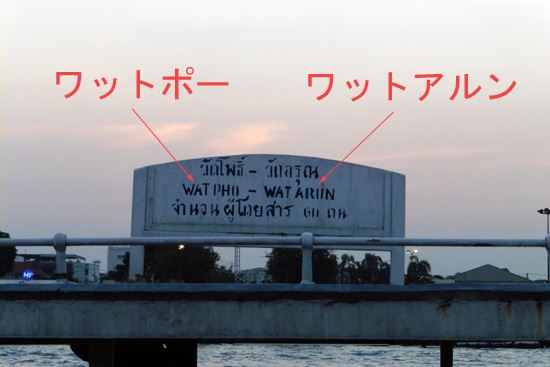 ワットポー ワットアルン
วัดโพธิ์ - วัดอรุณ
WAT PHO - WAT ARUN
จำนวน ผู้โดยสาร 60 คน